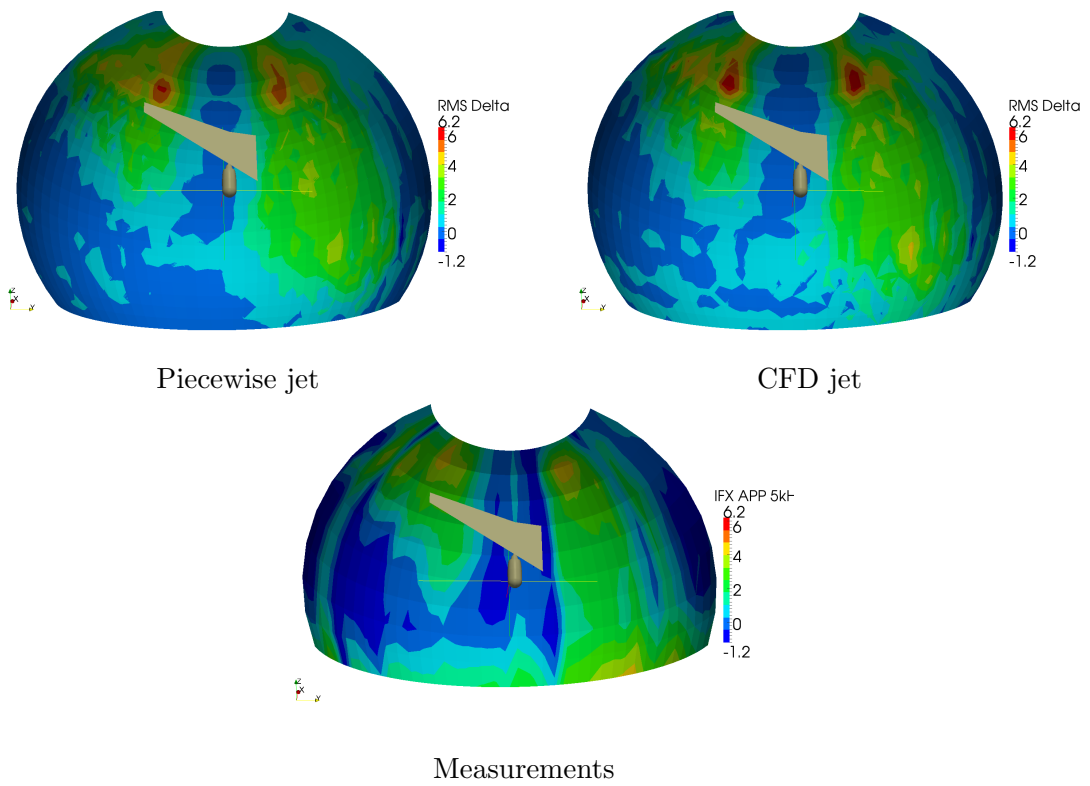 RMS Delta
6.2
6
4
2
0
-1.2
Z
X
Y
Piecewise jet
RMS Delta
6.2
6
4
2
0
-1.2
Z
X
Y
CFD jet
IFX APP 5kH
6.2
6
4
2
0
-1.2
Z
X
Y
Measurements